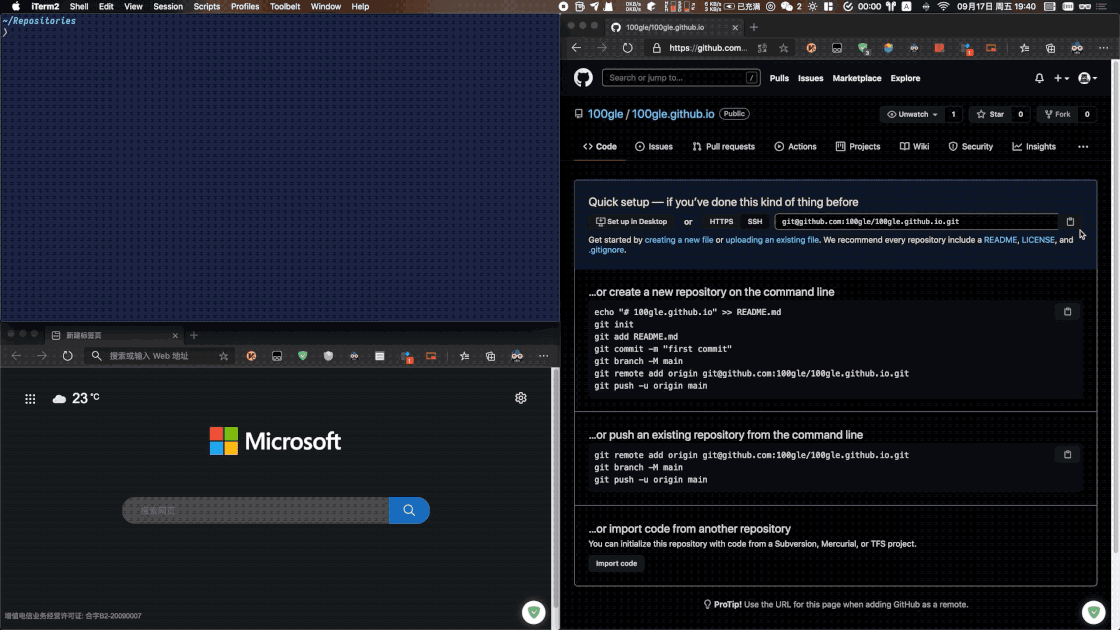 iTerm2 Shell Edit View Session Scripts Profiles Toolbelt Window Help
已充满 2 00:00 A 09月17日 周五 19:40
~/Repositories
)
100gle/100gle.github.io
https://github.com...
Search or jump to... /
Pulls Issues Marketplace Explore
100gle / 100gle.github.io Public
Unwatch 1 Star 0 Fork 0
Code Issues Pull requests Actions Projects Wiki Security Insights ...
Quick setup — if you've done this kind of thing before
Set up in Desktop or HTTPS SSH git@github.com:100gle/100gle.github.io.git
Get started by creating a new file or uploading an existing file. We recommend every repository include a README, LICENSE, and
.gitignore.
...or create a new repository on the command line
echo "# 100gle.github.io" >> README.md
git init
git add README.md
git commit -m "first commit"
git branch -M main
git remote add origin git@github.com:100gle/100gle.github.io.git
git push -u origin main
...or push an existing repository from the command line
git remote add origin git@github.com:100gle/100gle.github.io.git
git branch -M main
git push -u origin main
...or import code from another repository
You can initialize this repository with code from a Subversion, Mercurial, or TFS project.
Import code
ProTip! Use the URL for this page when adding GitHub as a remote.
新建标签页
搜索或输入 Web 地址
23 °C
Microsoft
搜索网页
增值电信业务经营许可证: 合字B2-20090007